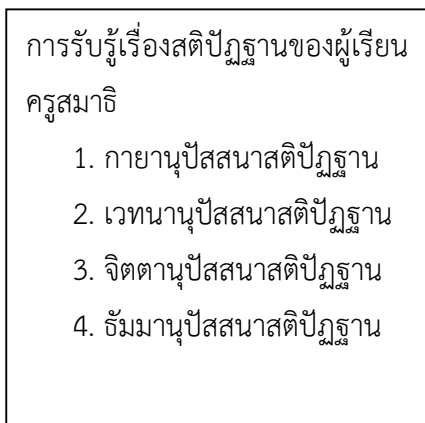 การรับรู้เรื่องสติปัฏฐานของผู้เรียน
ครูสมาธิ
1. กายานุปัสสนาสติปัฏฐาน
2. เวทนานุปัสสนาสติปัฏฐาน
3. จิตตานุปัสสนาสติปัฏฐาน
4. ธัมมานุปัสสนาสติปัฏฐาน